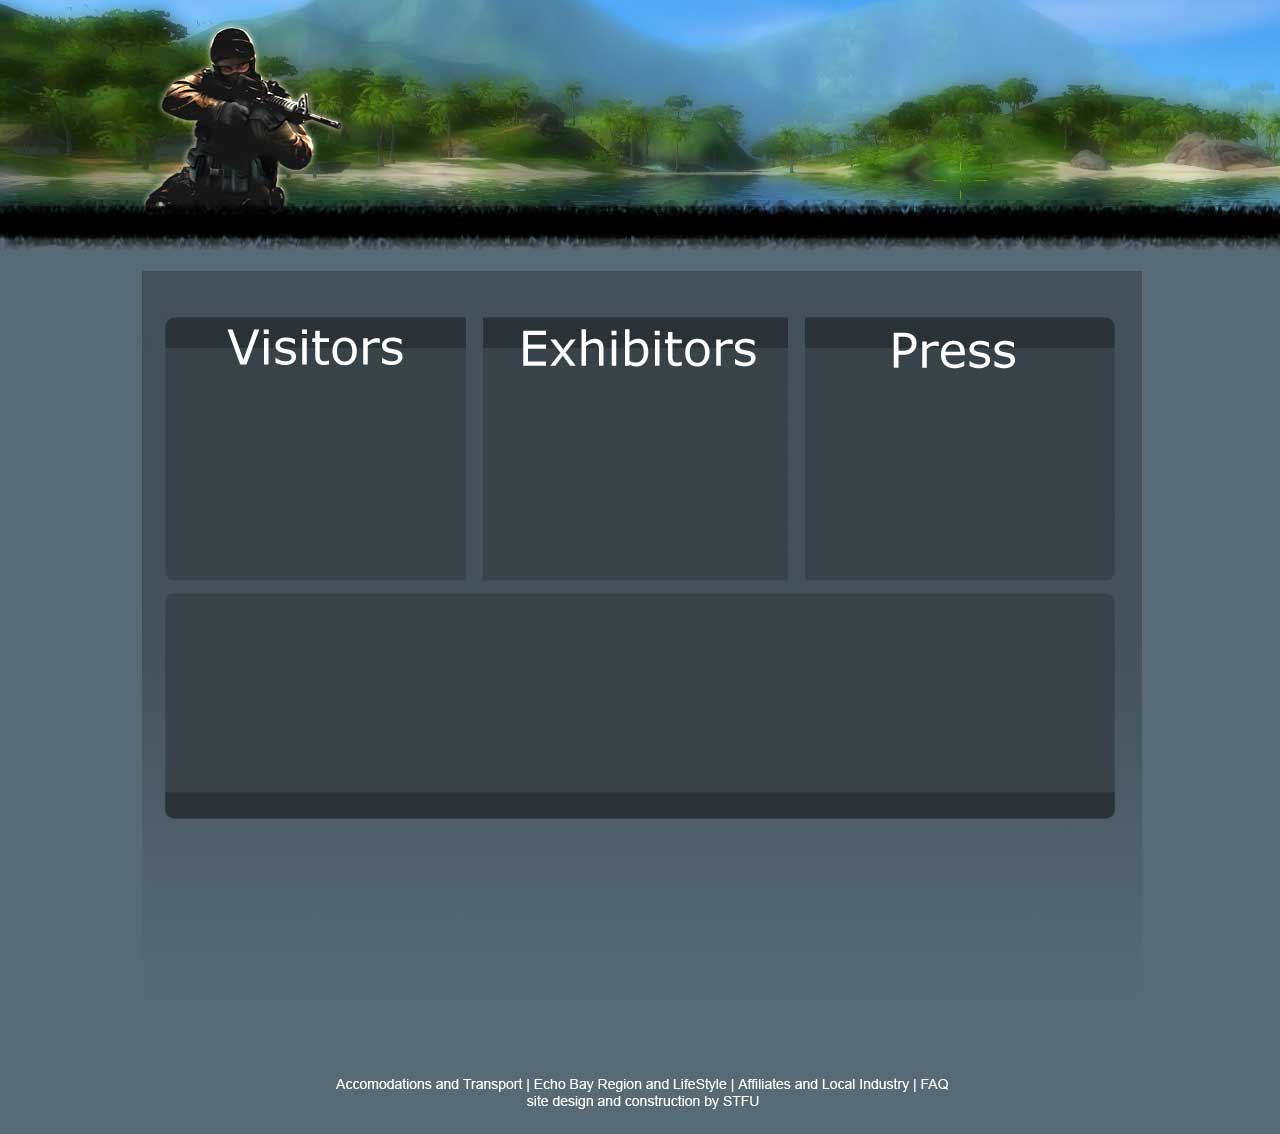 Visitors
Exhibitors
Press
Accomodations and Transport | Echo Bay Region and LifeStyle | Affiliates and Local Industry | FAQ
site design and construction by STFU